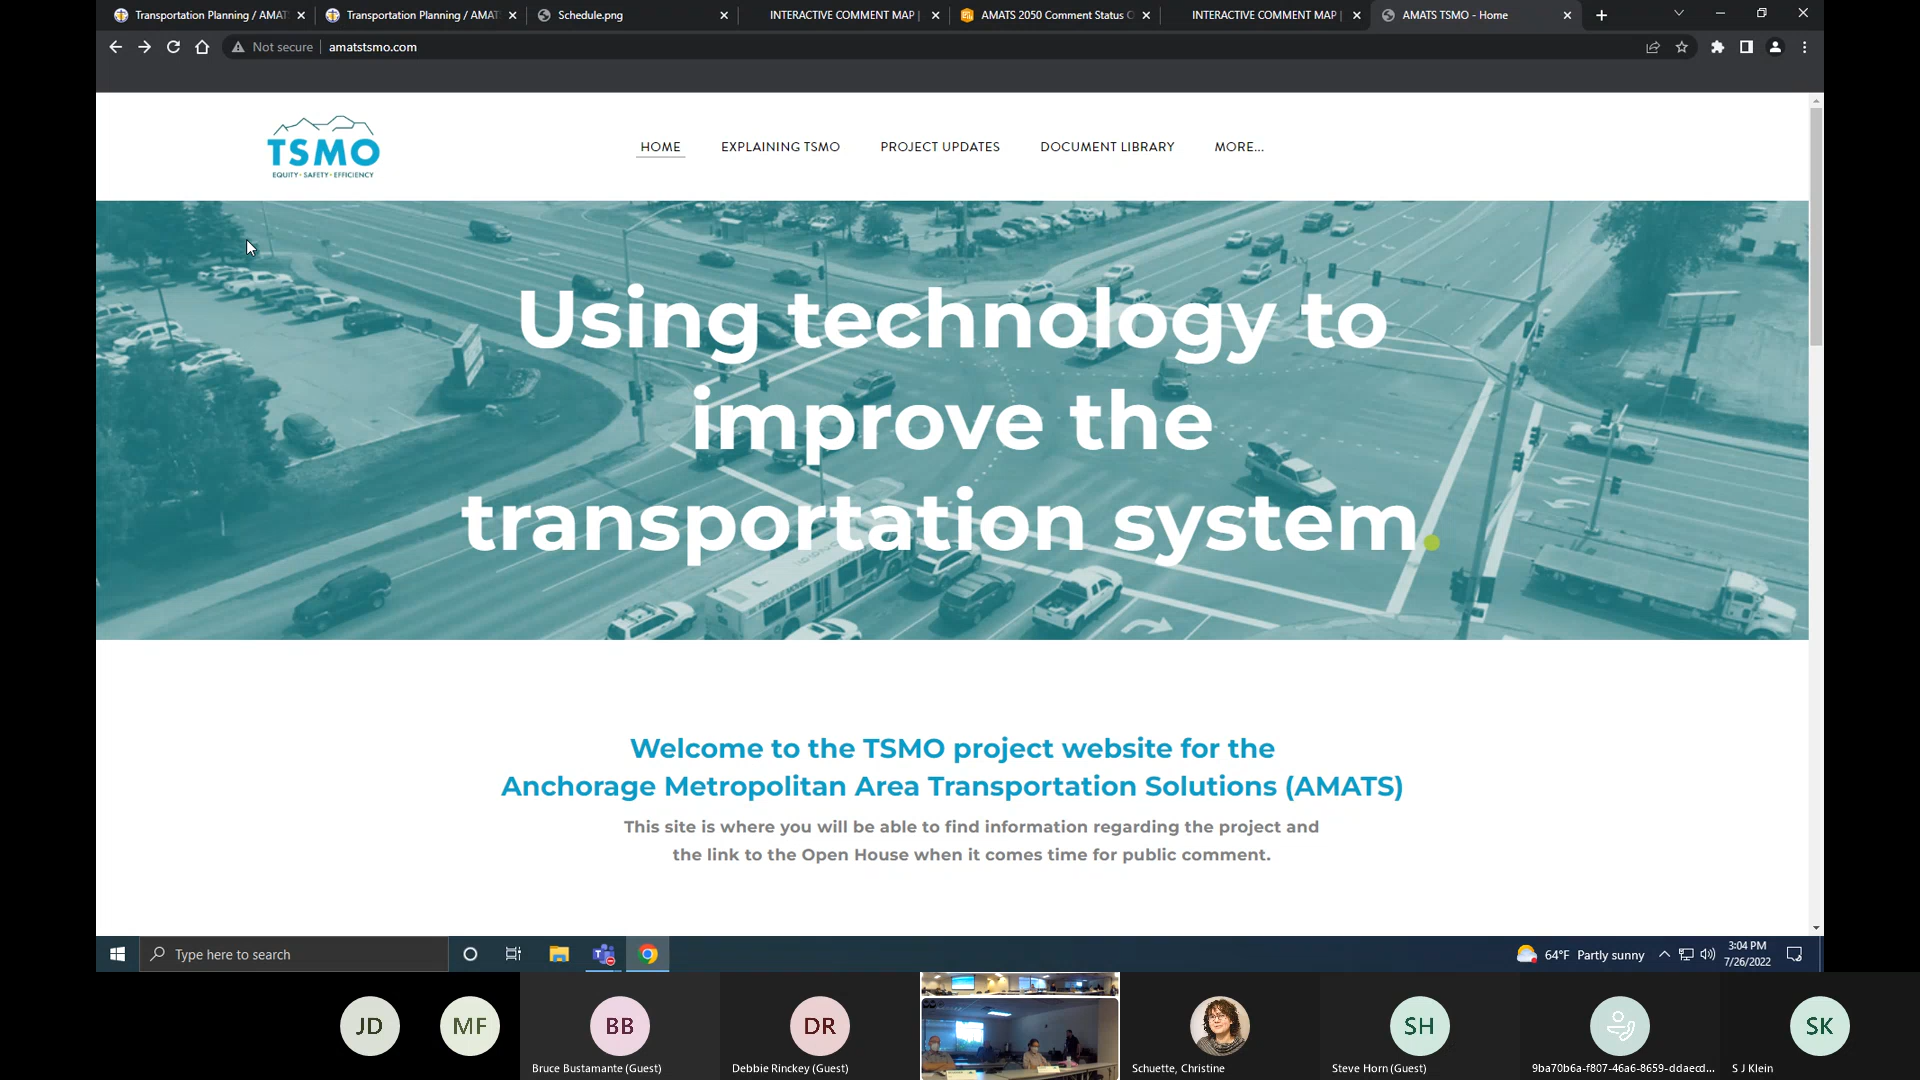 Transportation Planning / AMAT
Transportation Planning / AMAT
Schedule.png
INTERACTIVE COMMENT MAP |
AMATS 2050 Comment Status
INTERACTIVE COMMENT MAP |
AMATS TSMO - Home
Not secure
amatstsmo.com
TSMO
EQUITY • SAFETY • EFFICIENCY
HOME
EXPLAINING TSMO
PROJECT UPDATES
DOCUMENT LIBRARY
MORE...
Using technology to
improve the
transportation system.
Welcome to the TSMO project website for the
Anchorage Metropolitan Area Transportation Solutions (AMATS)
This site is where you will be able to find information regarding the project and
the link to the Open House when it comes time for public comment.
Type here to search
64°F Partly sunny
3:04 PM
7/26/2022
JD
MF
BB
DR
SH
SK
Bruce Bustamante (Guest)
Debbie Rinckey (Guest)
Schuette, Christine
Steve Horn (Guest)
9ba70b6a-f807-46a6-8659-ddaecd...
S J Klein